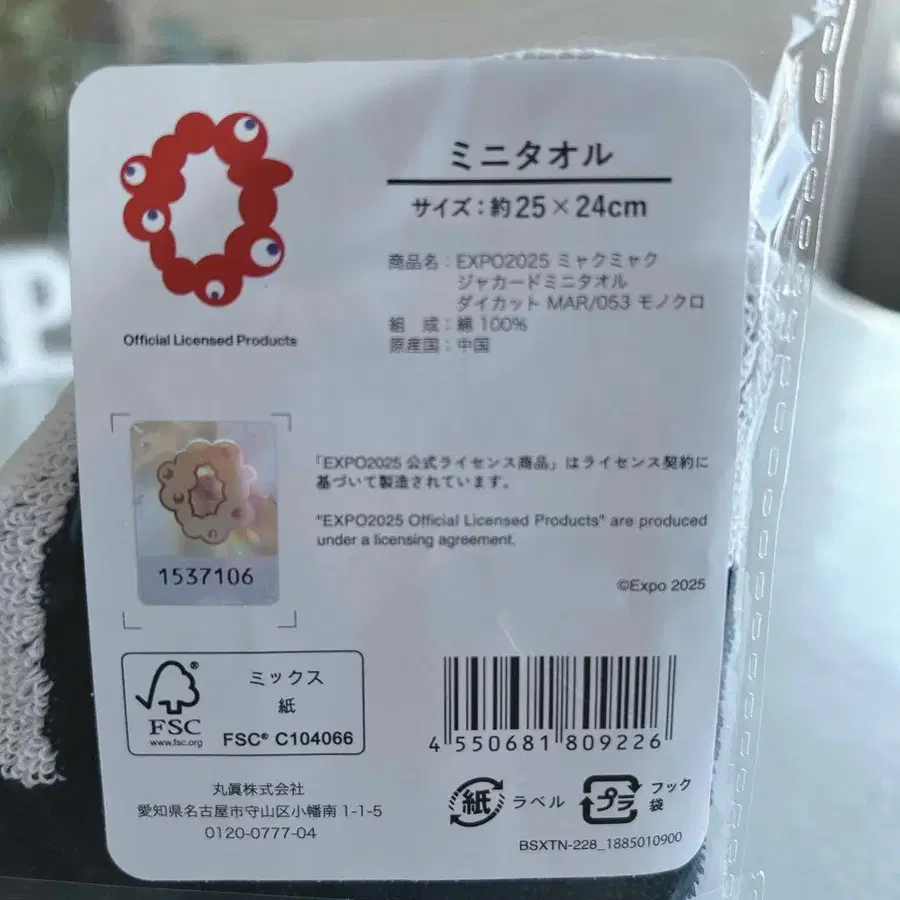 Official Licensed Products
ミニタオル
サイズ：約25×24cm
商品名：EXPO2025 ミャクミャク
ジャカードミニタオル
ダイカット MAR/053 モノクロ
組　成：綿 100%
原産国：中国
1537106
「EXPO2025 公式ライセンス商品」はライセンス契約に
基づいて製造されています。
"EXPO2025 Official Licensed Products" are produced
under a licensing agreement.
©Expo 2025
FSC®
www.fsc.org
ミックス
紙
FSC® C104066
4 550681 809226
丸眞株式会社
愛知県名古屋市守山区小幡南 1-1-5
0120-0777-04
紙 ラベル
プラ フック
袋
BSXTN-228_1885010900
P